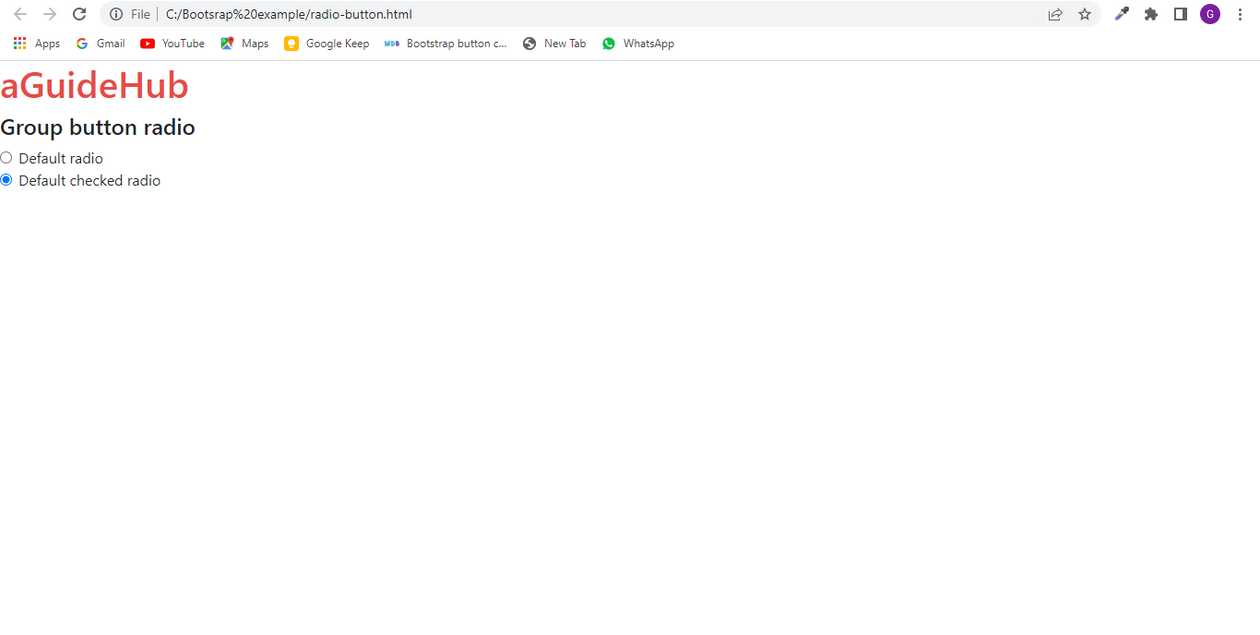 File C:/Bootsrap%20example/radio-button.html G
Apps Gmail YouTube Maps Google Keep MDB Bootstrap button c... New Tab WhatsApp
aGuideHub
Group button radio
Default radio
Default checked radio